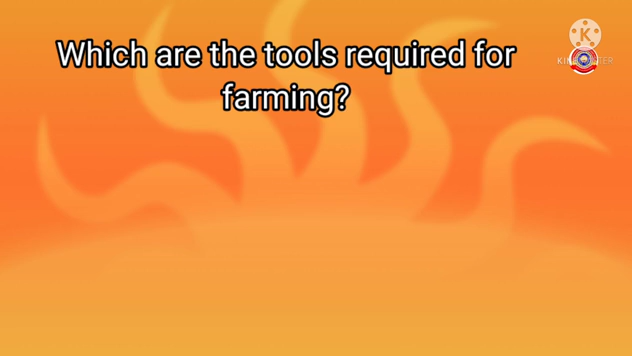 Which are the tools required for
farming?
K